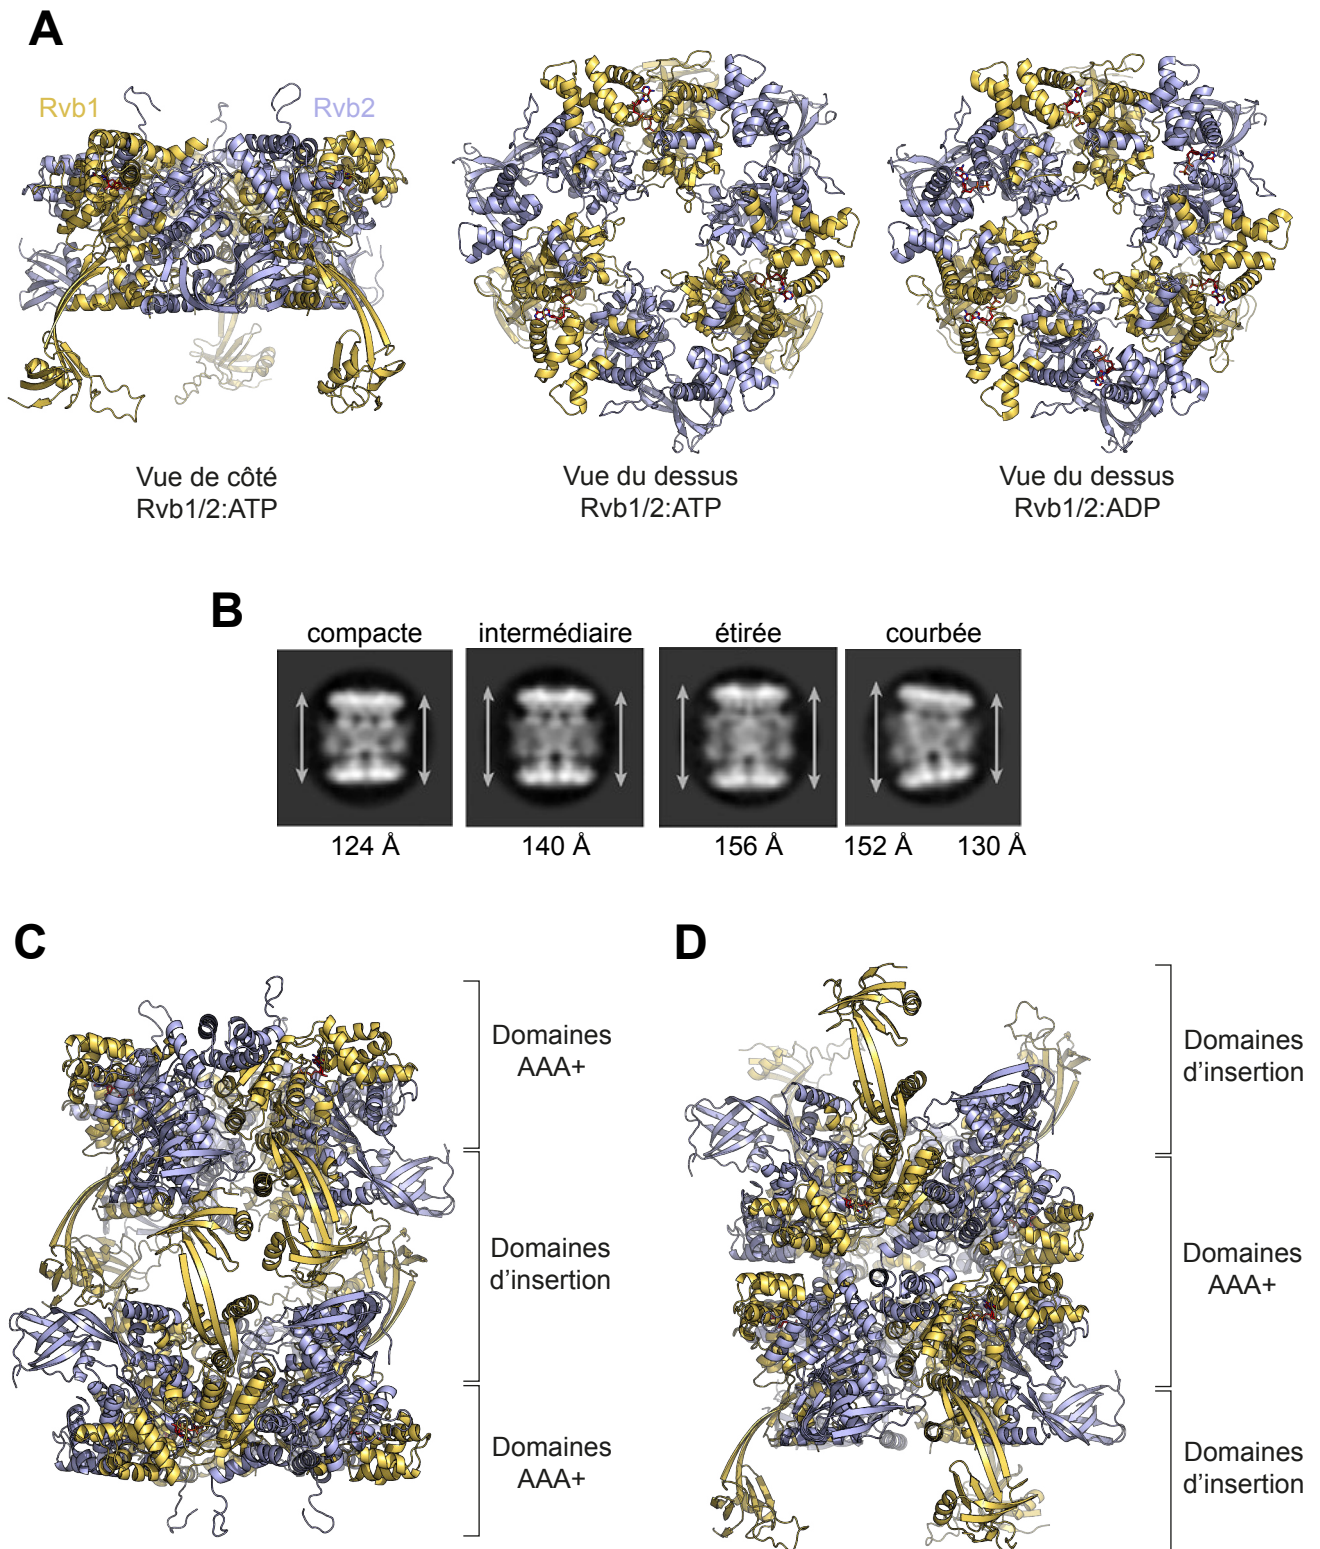 A
Rvb1
Rvb2
Vue de côté
Rvb1/2:ATP
Vue du dessus
Rvb1/2:ATP
Vue du dessus
Rvb1/2:ADP
B
compacte
intermédiaire
étirée
courbée
124 Å
140 Å
156 Å
152 Å
130 Å
C
Domaines
AAA+
Domaines
d'insertion
Domaines
AAA+
D
Domaines
d'insertion
Domaines
AAA+
Domaines
d'insertion